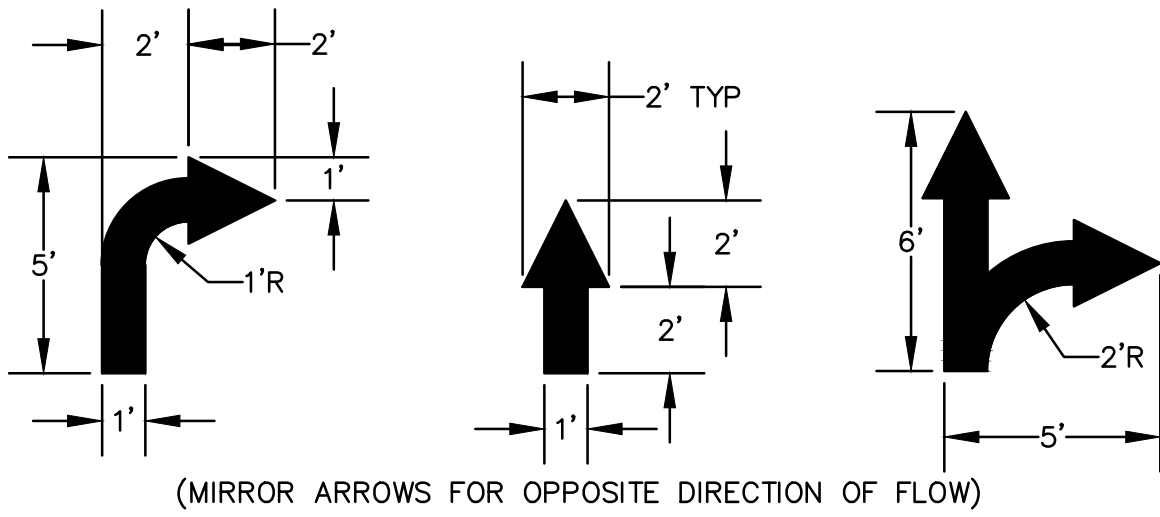 2' 2'
2' TYP
1'
5'
1'R
2'
6'
2'
2'R
1'
1'
5'
(MIRROR ARROWS FOR OPPOSITE DIRECTION OF FLOW)